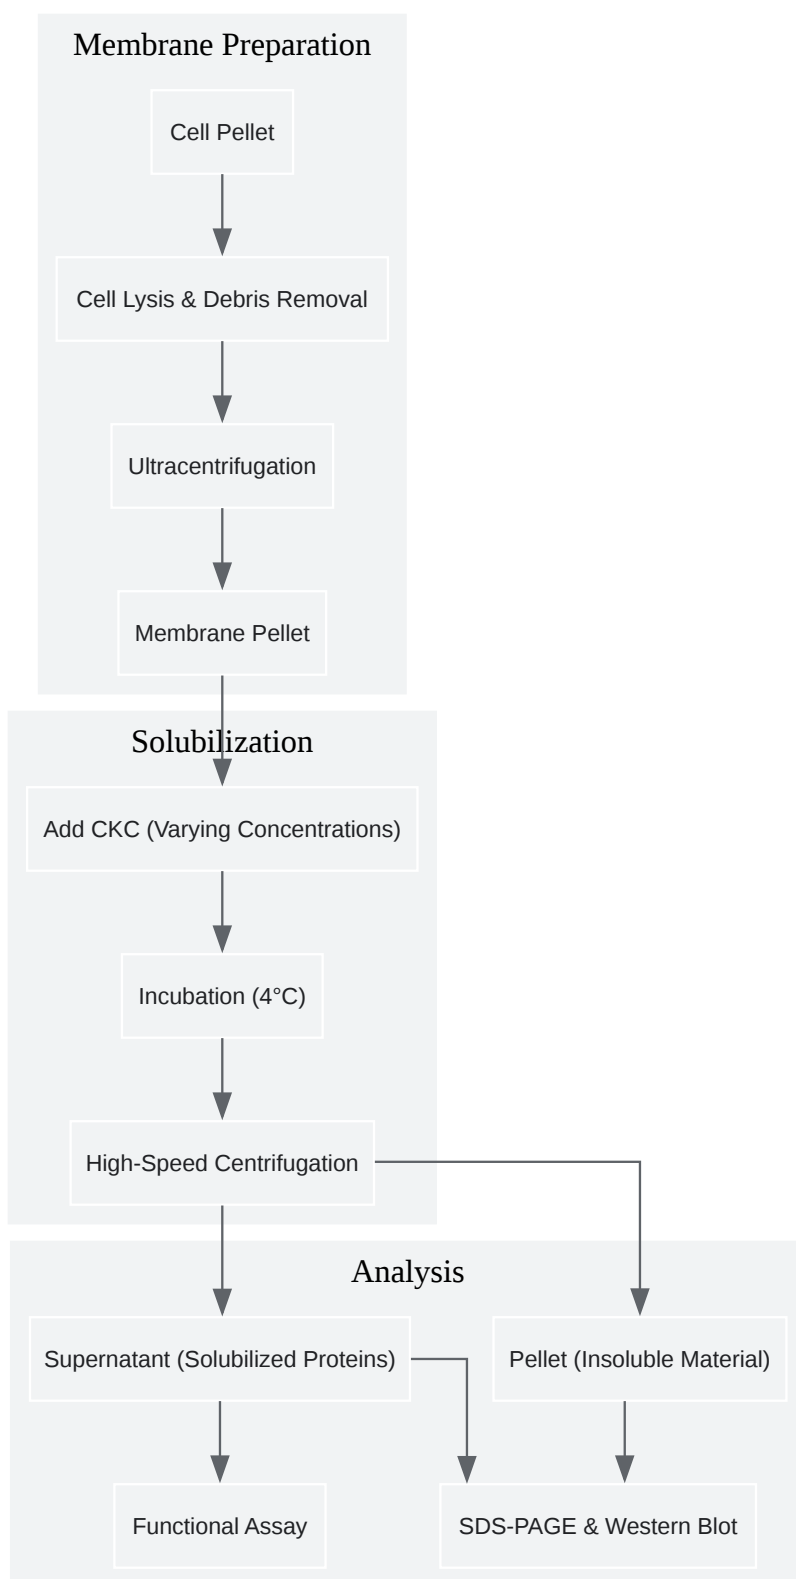 Membrane Preparation
Cell Pellet
Cell Lysis & Debris Removal
Ultracentrifugation
Membrane Pellet
Solubilization
Add CKC (Varying Concentrations)
Incubation (4°C)
High-Speed Centrifugation
Analysis
Supernatant (Solubilized Proteins)
Pellet (Insoluble Material)
Functional Assay
SDS-PAGE & Western Blot